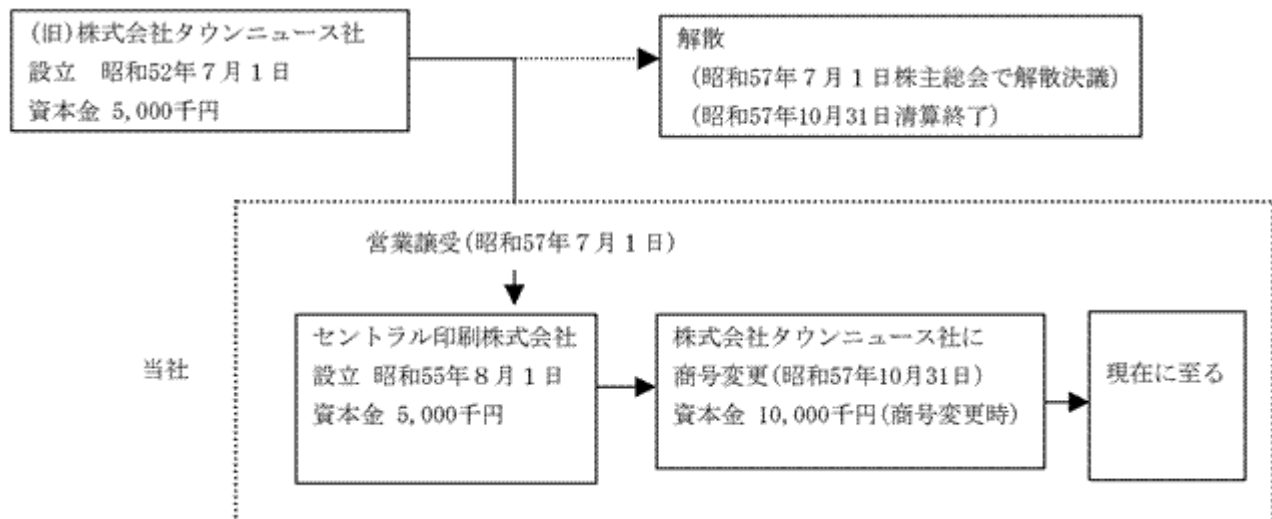 (旧)株式会社タウンニュース社
設立　昭和52年７月１日
資本金 5,000千円
解散
(昭和57年７月１日株主総会で解散決議)
(昭和57年10月31日清算終了)
営業譲受(昭和57年７月１日)
当社
セントラル印刷株式会社
設立 昭和55年８月１日
資本金 5,000千円
株式会社タウンニュース社に
商号変更(昭和57年10月31日)
資本金 10,000千円(商号変更時)
現在に至る